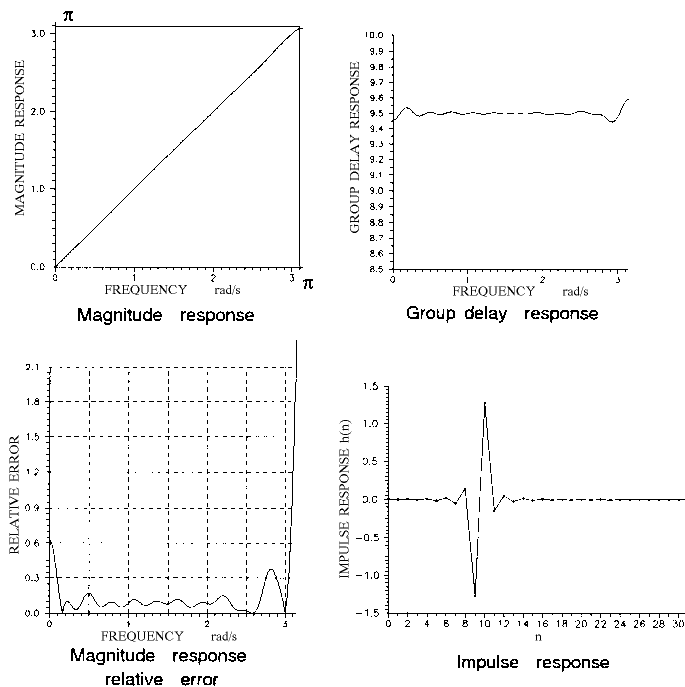 π
3.0
2.0
1.0
0.0
MAGNITUDE RESPONSE
0 1 2 3 π
FREQUENCY rad/s
Magnitude response
10.0
9.9
9.8
9.7
9.6
9.5
9.4
9.3
9.2
9.1
9.0
8.9
8.8
8.7
8.6
8.5
GROUP DELAY RESPONSE
0 1 2 3
FREQUENCY rad/s
Group delay response
2.1
1.8
1.5
1.2
0.9
0.6
0.3
0.0
RELATIVE ERROR
0 1 2 3
FREQUENCY rad/s
Magnitude response
relative error
1.5
1.0
0.5
0.0
-0.5
-1.0
-1.5
IMPULSE RESPONSE h(n)
0 2 4 6 8 10 12 14 16 18 20 22 24 26 28 30
n
Impulse response